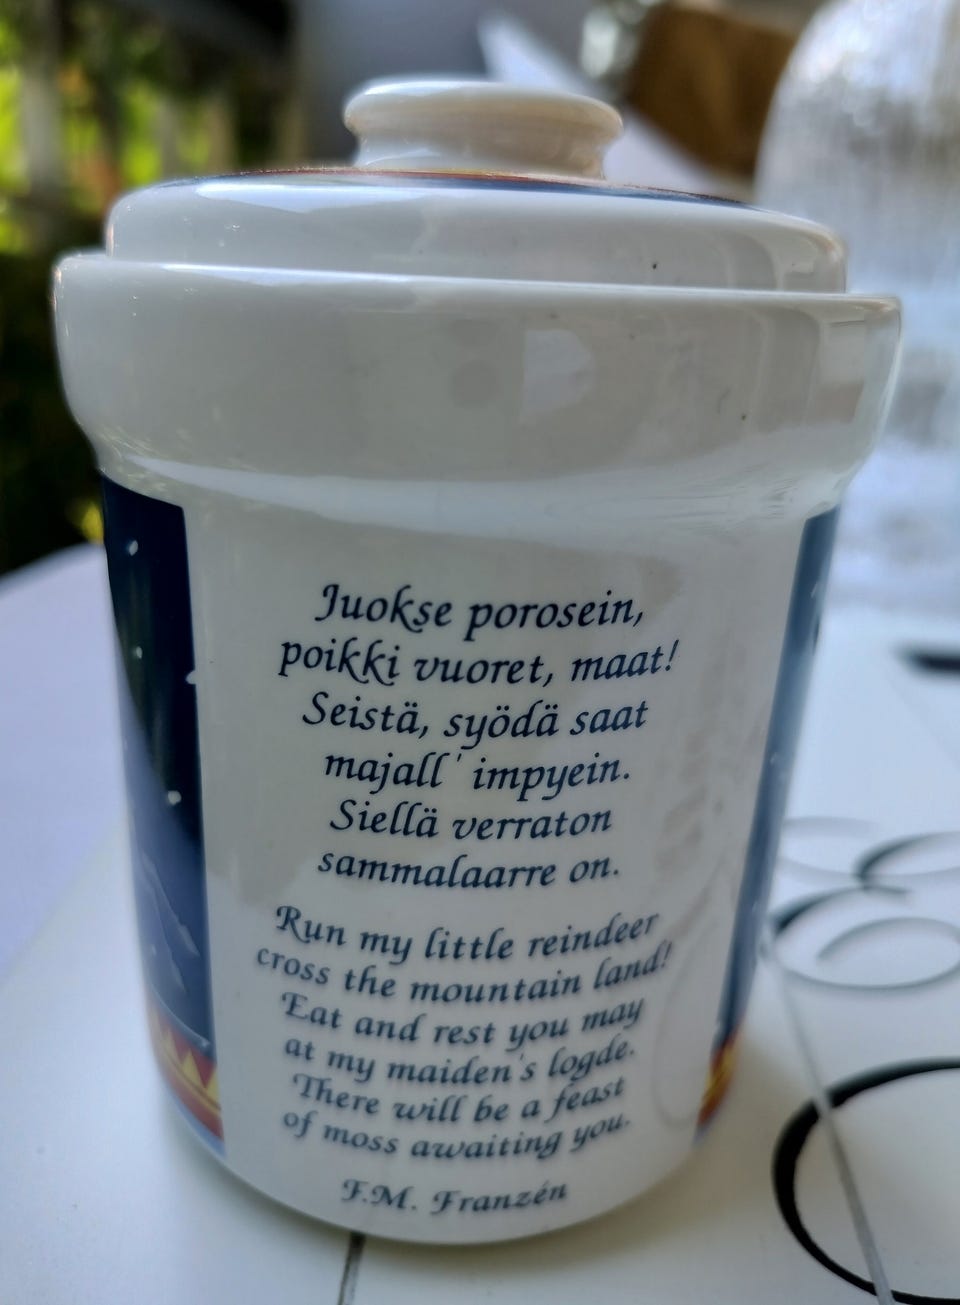 Juokse porosein,
poikki vuoret, maat!
Seistä, syödä saat
majall' impyein.
Siellä verraton
sammalaarre on.
Run my little reindeer
cross the mountain land!
Eat and rest you may
at my maiden's logde.
There will be a feast
of moss awaiting you.
F.M. Franzén